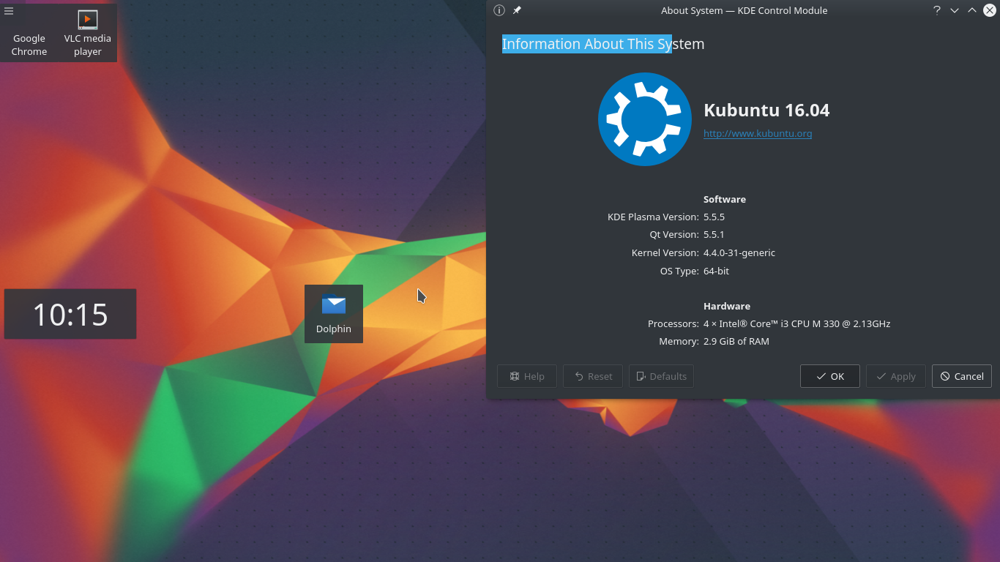 Google
Chrome
VLC media
player
10:15
Dolphin
About System — KDE Control Module
Information About This System
Kubuntu 16.04
http://www.kubuntu.org
Software
KDE Plasma Version: 5.5.5
Qt Version: 5.5.1
Kernel Version: 4.4.0-31-generic
OS Type: 64-bit
Hardware
Processors: 4 × Intel® Core™ i3 CPU M 330 @ 2.13GHz
Memory: 2.9 GiB of RAM
Help Reset Defaults OK Apply Cancel